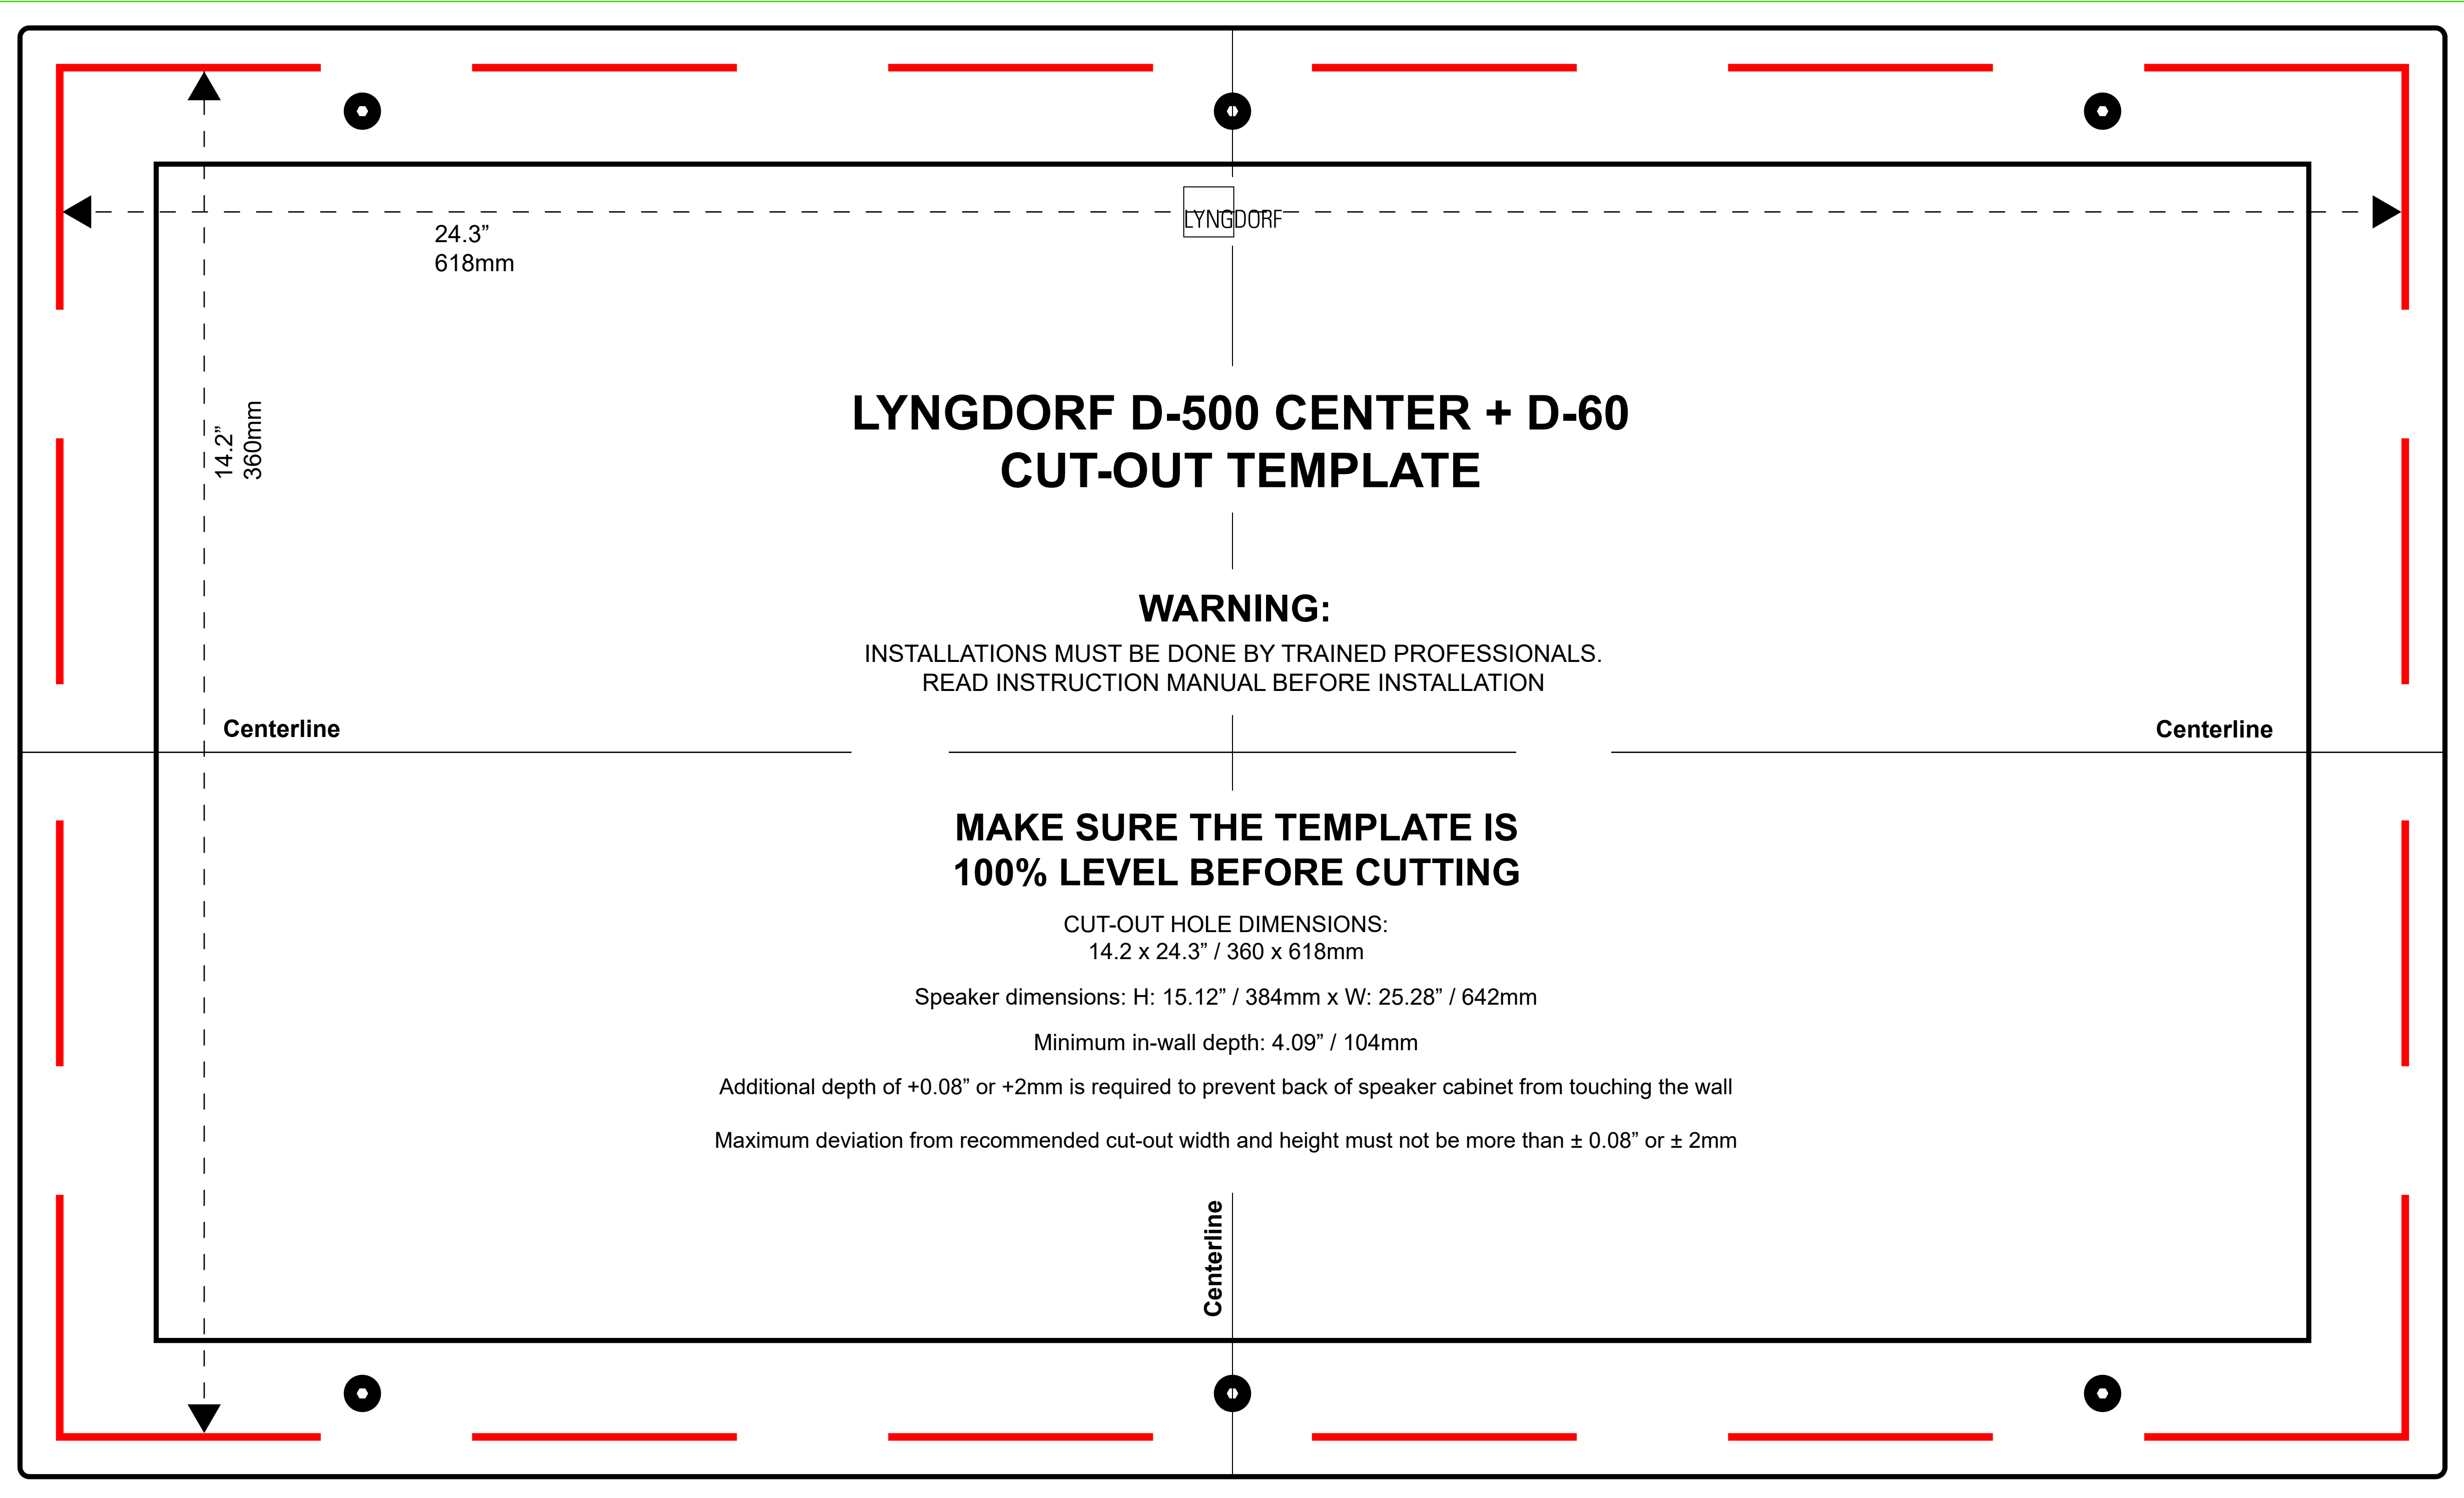 LYNGDORF
24.3”
618mm
14.2”
360mm
LYNGDORF D-500 CENTER + D-60
CUT-OUT TEMPLATE
WARNING:
INSTALLATIONS MUST BE DONE BY TRAINED PROFESSIONALS.
READ INSTRUCTION MANUAL BEFORE INSTALLATION
Centerline
Centerline
MAKE SURE THE TEMPLATE IS
100% LEVEL BEFORE CUTTING
CUT-OUT HOLE DIMENSIONS:
14.2 x 24.3” / 360 x 618mm
Speaker dimensions: H: 15.12” / 384mm x W: 25.28” / 642mm
Minimum in-wall depth: 4.09” / 104mm
Additional depth of +0.08” or +2mm is required to prevent back of speaker cabinet from touching the wall
Maximum deviation from recommended cut-out width and height must not be more than ± 0.08” or ± 2mm
Centerline